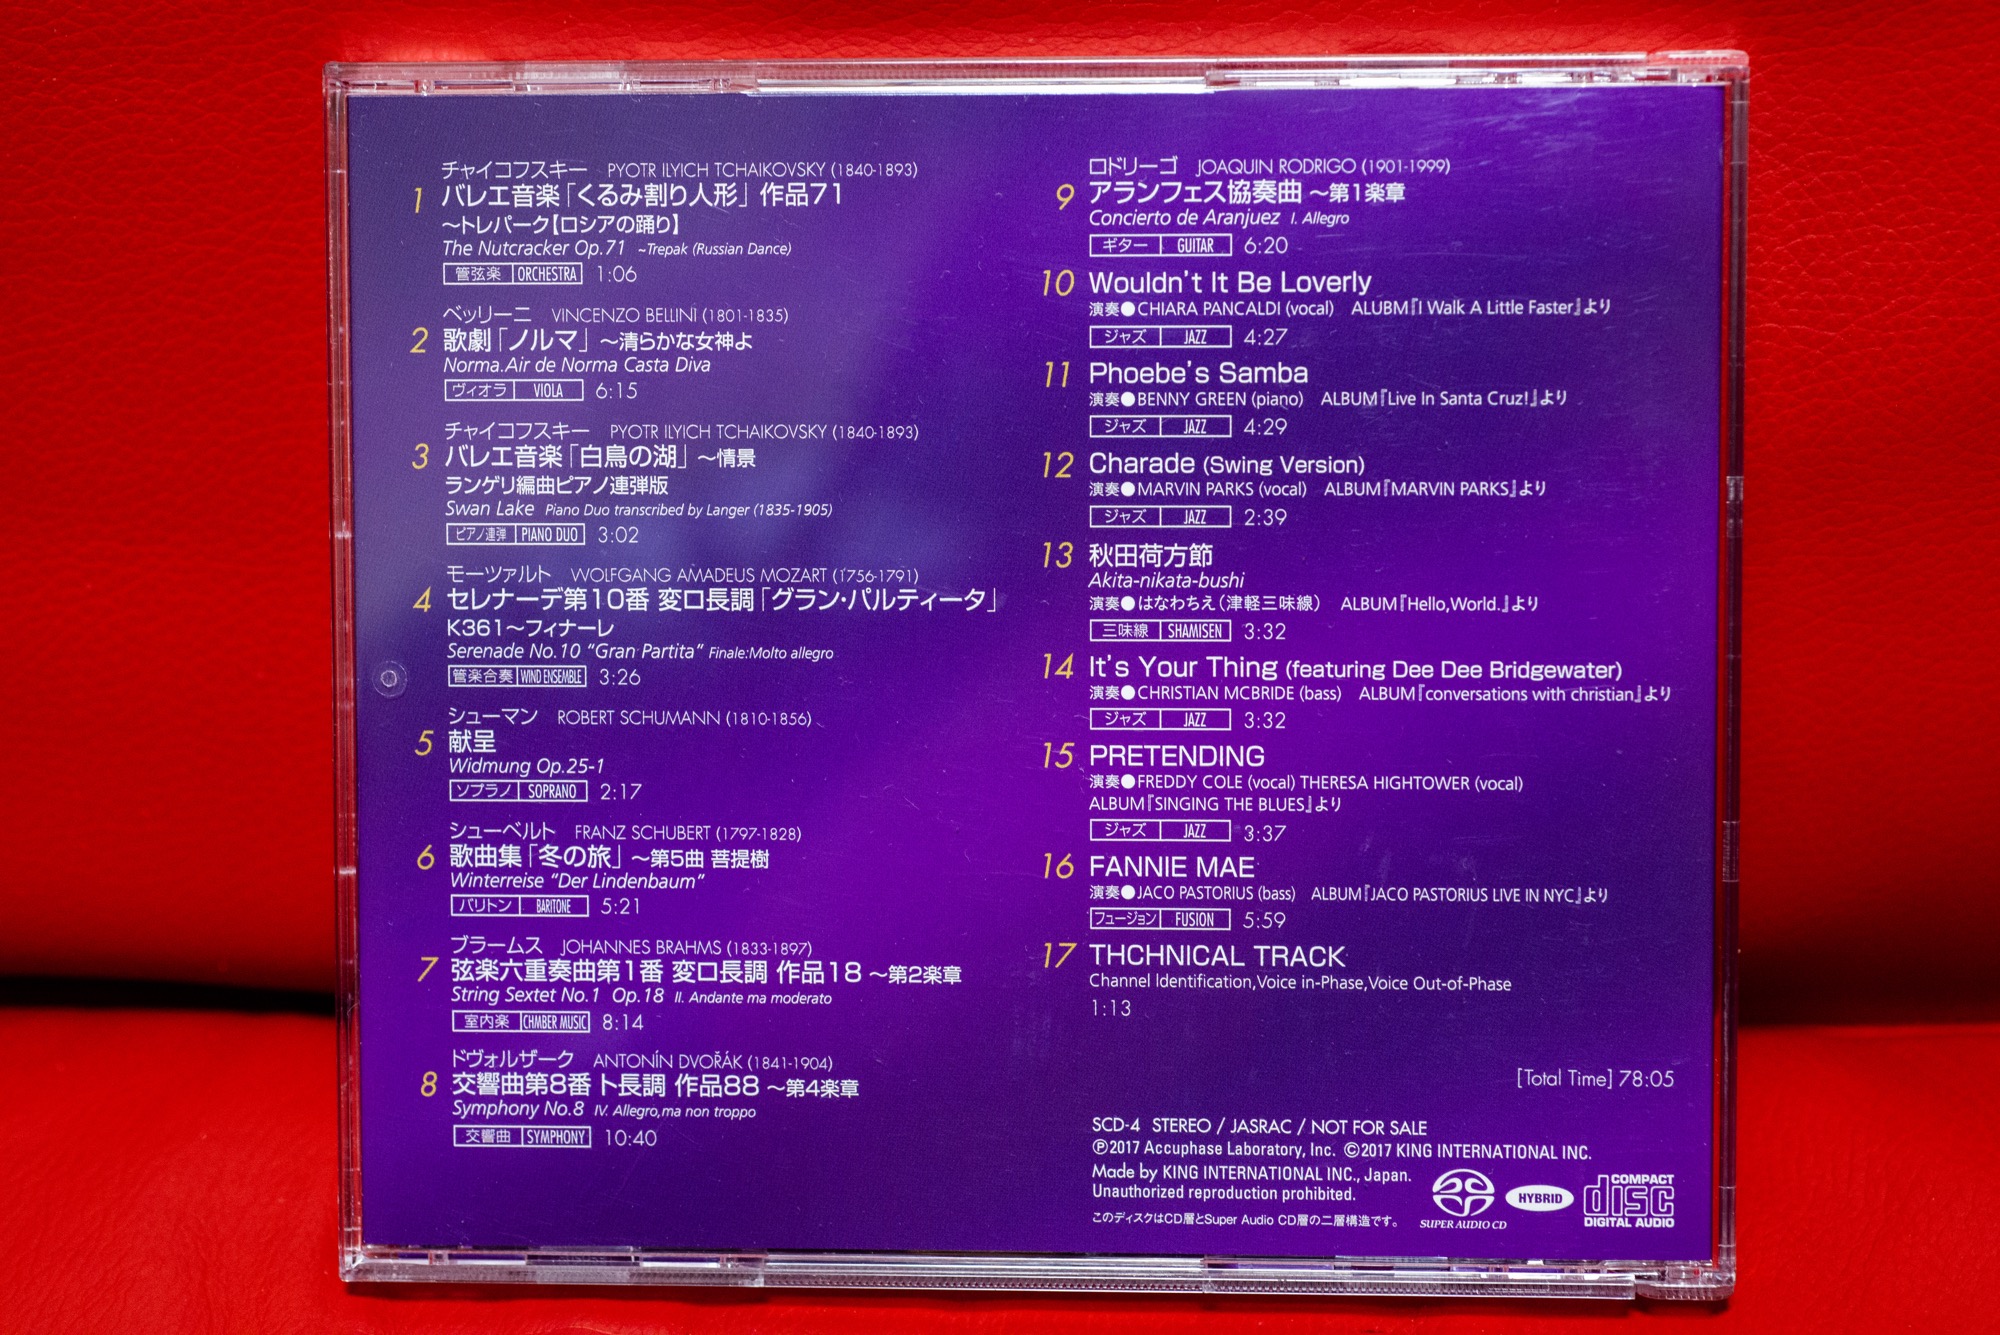 チャイコフスキー PYOTR ILYICH TCHAIKOVSKY (1840-1893)
1 バレエ音楽「くるみ割り人形」 作品71
～トレパーク【ロシアの踊り】
The Nutcracker Op.71 ~Trepak (Russian Dance)
管弦楽 ORCHESTRA 1:06
ベッリーニ VINCENZO BELLINI (1801-1835)
2 歌劇「ノルマ」 ～清らかな女神よ
Norma.Air de Norma Casta Diva
ヴィオラ VIOLA 6:15
チャイコフスキー PYOTR ILYICH TCHAIKOVSKY (1840-1893)
3 バレエ音楽「白鳥の湖」 ～情景
ランゲリ編曲ピアノ連弾版
Swan Lake Piano Duo transcribed by Langer (1835-1905)
ピアノ連弾 PIANO DUO 3:02
モーツァルト WOLFGANG AMADEUS MOZART (1756-1791)
4 セレナーデ第10番 変ロ長調「グラン・パルティータ」
K361～フィナーレ
Serenade No.10 “Gran Partita” Finale:Molto allegro
管楽合奏 WIND ENSEMBLE 3:26
シューマン ROBERT SCHUMANN (1810-1856)
5 献呈
Widmung Op.25-1
ソプラノ SOPRANO 2:17
シューベルト FRANZ SCHUBERT (1797-1828)
6 歌曲集「冬の旅」 ～第5曲 菩提樹
Winterreise “Der Lindenbaum”
バリトン BARITONE 5:21
ブラームス JOHANNES BRAHMS (1833-1897)
7 弦楽六重奏曲第1番 変ロ長調 作品18 ～第2楽章
String Sextet No.1 Op.18 II. Andante ma moderato
室内楽 CHMBER MUSIC 8:14
ドヴォルザーク ANTONÍN DVOŘÁK (1841-1904)
8 交響曲第8番 ト長調 作品88 ～第4楽章
Symphony No.8 IV. Allegro,ma non troppo
交響曲 SYMPHONY 10:40
ロドリーゴ JOAQUIN RODRIGO (1901-1999)
9 アランフェス協奏曲 ～第1楽章
Concierto de Aranjuez I. Allegro
ギター GUITAR 6:20
10 Wouldn't It Be Loverly
演奏●CHIARA PANCALDI (vocal) ALUBM『I Walk A Little Faster』より
ジャズ JAZZ 4:27
11 Phoebe's Samba
演奏●BENNY GREEN (piano) ALBUM『Live In Santa Cruz!』より
ジャズ JAZZ 4:29
12 Charade (Swing Version)
演奏●MARVIN PARKS (vocal) ALBUM『MARVIN PARKS』より
ジャズ JAZZ 2:39
13 秋田荷方節
Akita-nikata-bushi
演奏●はなわちえ（津軽三味線） ALBUM『Hello,World.』より
三味線 SHAMISEN 3:32
14 It's Your Thing (featuring Dee Dee Bridgewater)
演奏●CHRISTIAN MCBRIDE (bass) ALBUM『conversations with christian』より
ジャズ JAZZ 3:32
15 PRETENDING
演奏●FREDDY COLE (vocal) THERESA HIGHTOWER (vocal)
ALBUM『SINGING THE BLUES』より
ジャズ JAZZ 3:37
16 FANNIE MAE
演奏●JACO PASTORIUS (bass) ALBUM『JACO PASTORIUS LIVE IN NYC』より
フュージョン FUSION 5:59
17 THCHNICAL TRACK
Channel Identification,Voice in-Phase,Voice Out-of-Phase
1:13
[Total Time] 78:05
SCD-4 STEREO / JASRAC / NOT FOR SALE
Ⓟ2017 Accuphase Laboratory, Inc. ©2017 KING INTERNATIONAL INC.
Made by KING INTERNATIONAL INC., Japan.
Unauthorized reproduction prohibited.
このディスクはCD層とSuper Audio CD層の二層構造です。
SUPER AUDIO CD
HYBRID
COMPACT
disc
DIGITAL AUDIO